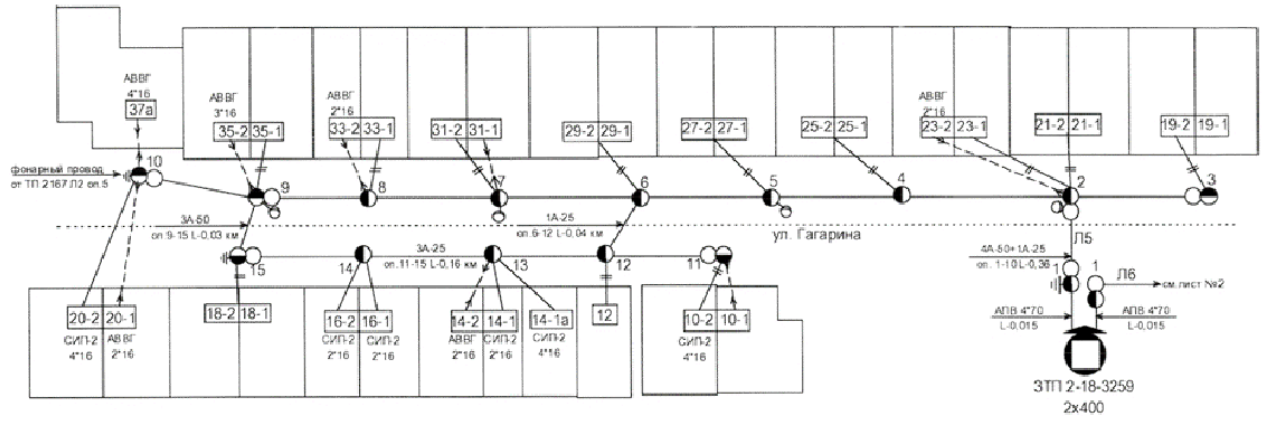 АВВГ
4*16
37а
АВВГ
3*16
35-2 35-1
АВВГ
2*16
33-2 33-1
31-2 31-1
29-2 29-1
27-2 27-1
25-2 25-1
АВВГ
2*16
23-2 23-1
21-2 21-1
19-2 19-1
фонарный провод
от ТП 2167 Л2 оп.5
10
9
8
7
6
5
4
2
3
3А-50
оп.9-15 L-0,03 км
1А-25
оп.6-12 L-0,04 км
ул. Гагарина
Л5
3А-25
оп.11-15 L-0,16 км
4А-50+1А-25
оп. 1-10 L-0,36
15
14
13
12
11
1
1
Л6
см.лист №2
АПВ 4*70
L-0,015
АПВ 4*70
L-0,015
20-2 20-1
СИП-2
4*16
АВВГ
2*16
18-2 18-1
16-2 16-1
СИП-2
2*16
СИП-2
2*16
14-2 14-1
АВВГ
2*16
СИП-2
2*16
14-1а
СИП-2
4*16
12
10-2 10-1
СИП-2
4*16
ЗТП 2-18-3259
2х400